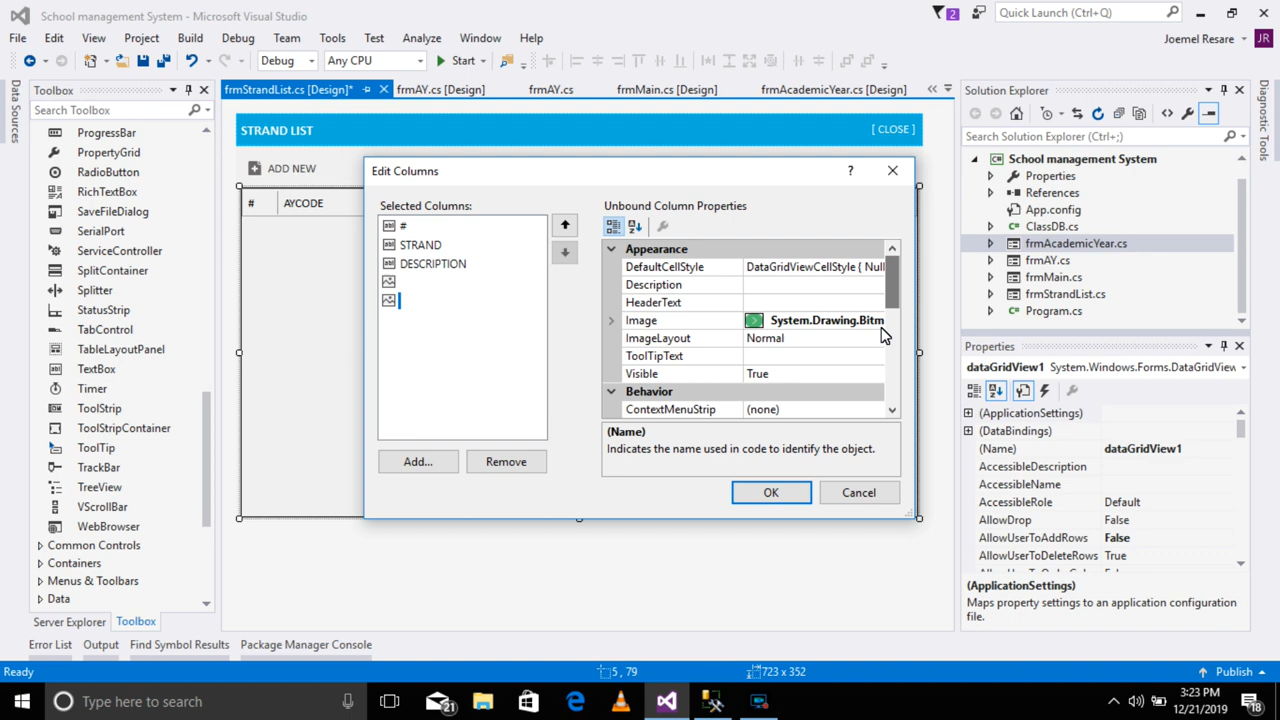 School management System - Microsoft Visual Studio
2
Quick Launch (Ctrl+Q)
File Edit View Project Build Debug Team Tools Test Analyze Window Help
Joemel Resare
JR
Debug Any CPU Start
Data Sources
Toolbox
Search Toolbox
ProgressBar
PropertyGrid
RadioButton
RichTextBox
SaveFileDialog
SerialPort
ServiceController
SplitContainer
Splitter
StatusStrip
TabControl
TableLayoutPanel
TextBox
Timer
ToolStrip
ToolStripContainer
ToolTip
TrackBar
TreeView
VScrollBar
WebBrowser
Common Controls
Containers
Menus & Toolbars
Data
Server Explorer Toolbox
frmStrandList.cs [Design]* frmAY.cs [Design] frmAY.cs frmMain.cs [Design] frmAcademicYear.cs [Design]
STRAND LIST [ CLOSE ]
ADD NEW
# AYCODE
Edit Columns
?
Selected Columns:
#
STRAND
DESCRIPTION
Add... Remove
Unbound Column Properties
Appearance
DefaultCellStyle DataGridViewCellStyle { Null
Description
HeaderText
Image System.Drawing.Bitm
ImageLayout Normal
ToolTipText
Visible True
Behavior
ContextMenuStrip (none)
(Name)
Indicates the name used in code to identify the object.
OK Cancel
Solution Explorer
Search Solution Explorer (Ctrl+;)
School management System
Properties
References
App.config
ClassDB.cs
frmAcademicYear.cs
frmAY.cs
frmMain.cs
frmStrandList.cs
Program.cs
Properties
dataGridView1 System.Windows.Forms.DataGridView
(ApplicationSettings)
(DataBindings)
(Name) dataGridView1
AccessibleDescription
AccessibleName
AccessibleRole Default
AllowDrop False
AllowUserToAddRows False
AllowUserToDeleteRows True
(ApplicationSettings)
Maps property settings to an application configuration
file.
Diagnostic Tools
Error List Output Find Symbol Results Package Manager Console
Ready 5 , 79 723 x 352 Publish
Type here to search
21
3:23 PM
12/21/2019
18